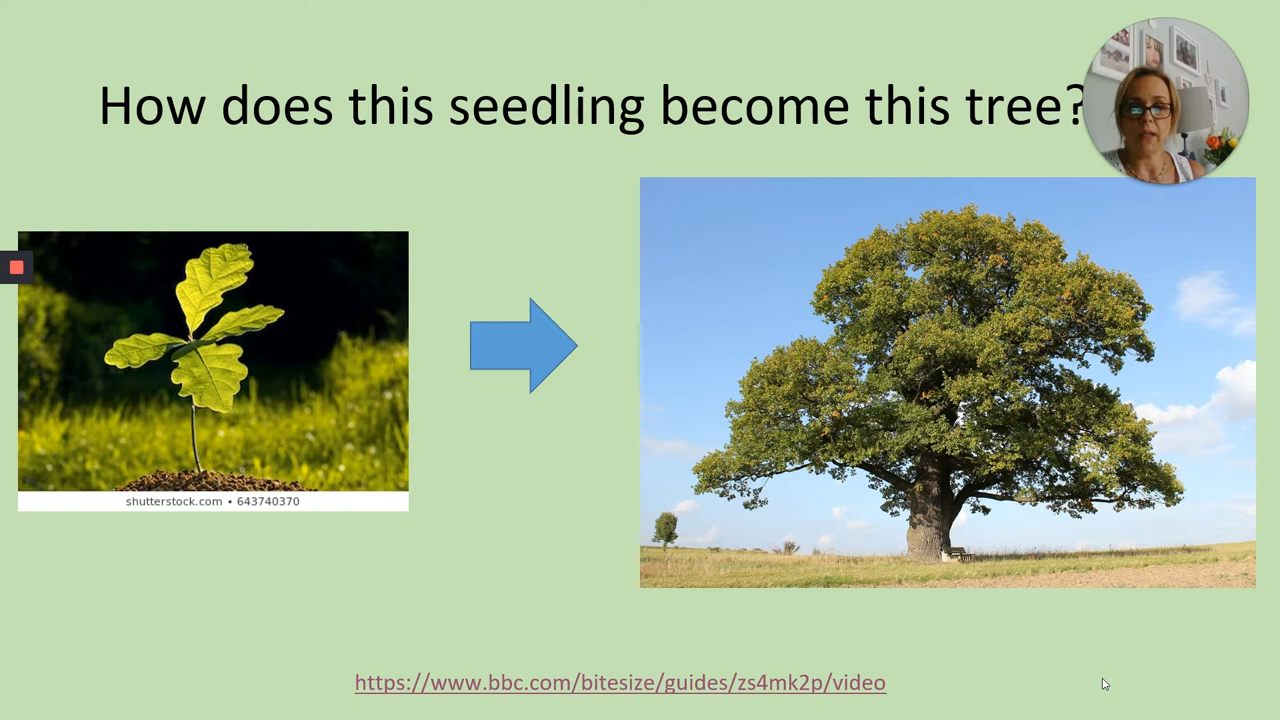 How does this seedling become this tree?
shutterstock.com • 643740370
https://www.bbc.com/bitesize/guides/zs4mk2p/video